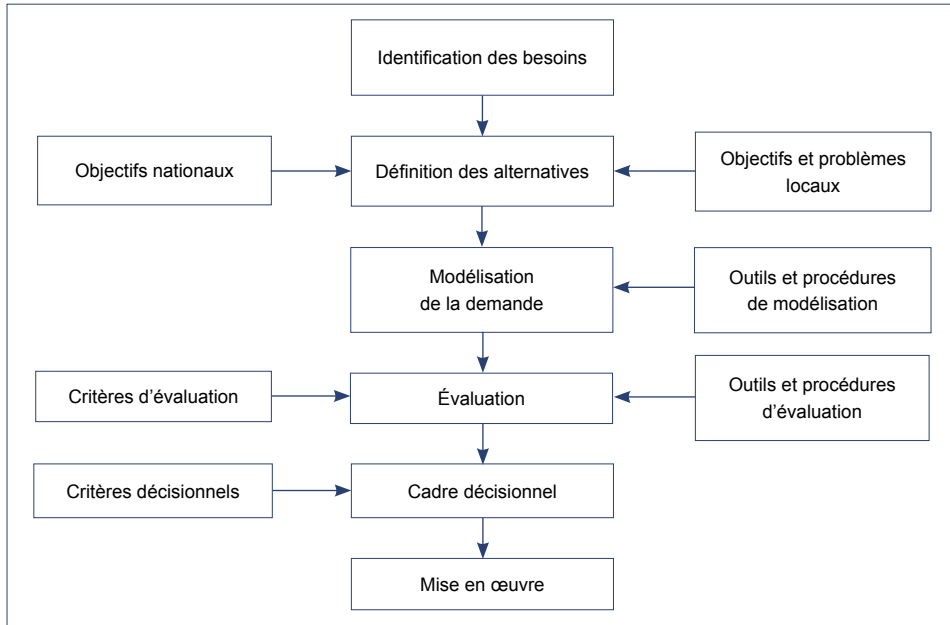 Identification des besoins
Objectifs nationaux
Définition des alternatives
Objectifs et problèmes
locaux
Modélisation
de la demande
Outils et procédures
de modélisation
Critères d’évaluation
Évaluation
Outils et procédures
d’évaluation
Critères décisionnels
Cadre décisionnel
Mise en œuvre